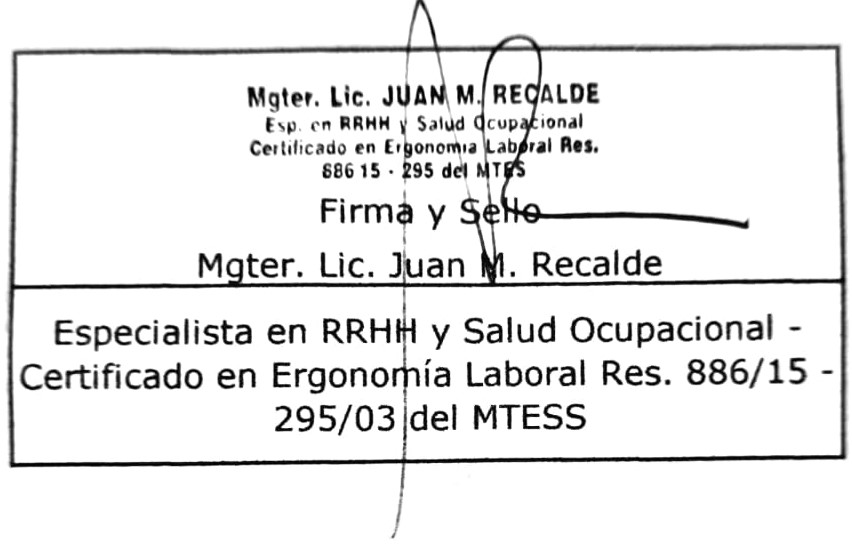 Mgter. Lic. JUAN M. RECALDE
Esp. en RRHH y Salud Ocupacional
Certificado en Ergonomia Laboral Res.
886 15 - 295 del MTES
Firma y Sello
Mgter. Lic. Juan M. Recalde
Especialista en RRHH y Salud Ocupacional -
Certificado en Ergonomía Laboral Res. 886/15 -
295/03 del MTESS